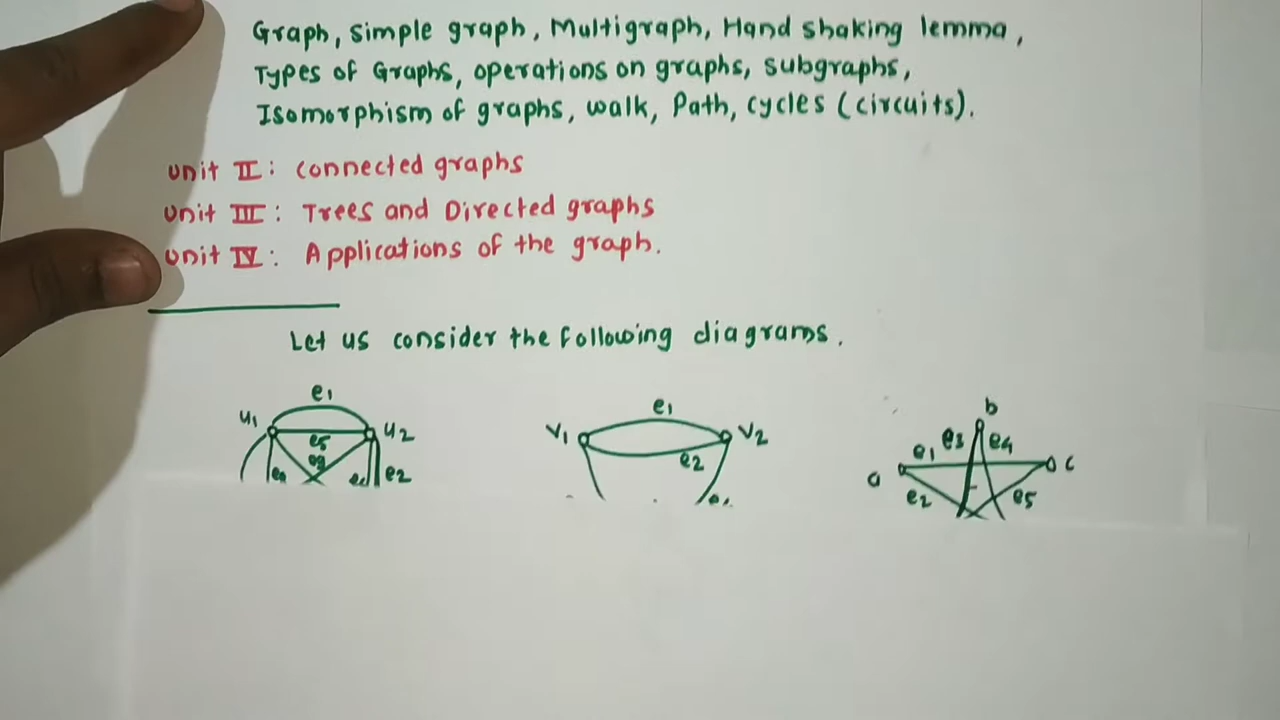 Graph, simple graph, Multigraph, Hand shaking lemma,
Types of Graphs, operations on graphs, subgraphs,
Isomorphism of graphs, walk, Path, cycles (circuits).
Unit II: Connected graphs
Unit III: Trees and Directed graphs
Unit IV: Applications of the graph.
Let us consider the following diagrams.
e1
u1 u2
e5
e2
e1
v1 v2
e2
b
e1 e3 e4
a c
e2 e5